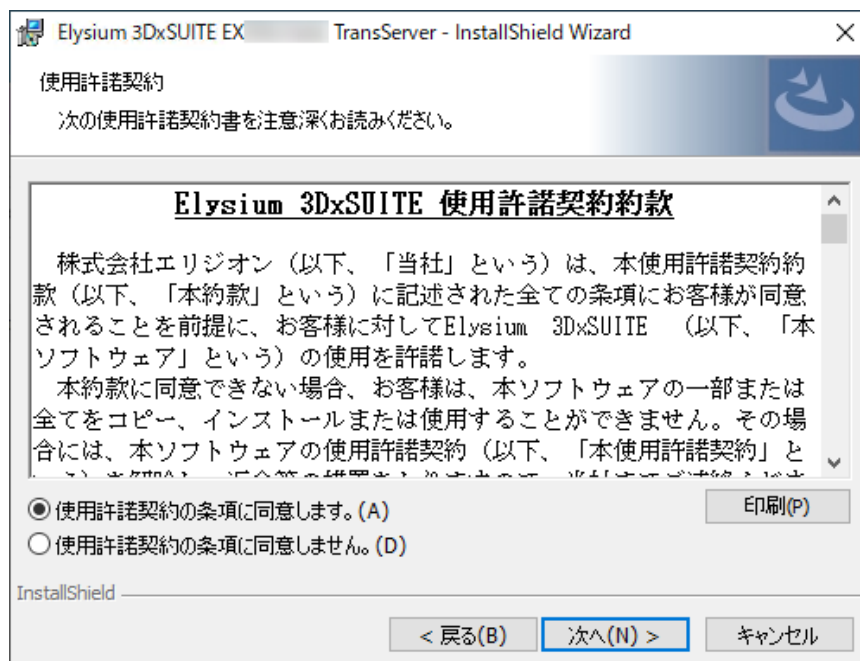 Elysium 3DxSUITE EX TransServer - InstallShield Wizard
使用許諾契約
次の使用許諾契約書を注意深くお読みください。
Elysium 3DxSUITE 使用許諾契約約款
株式会社エリジオン（以下、「当社」という）は、本使用許諾契約約
款（以下、「本約款」という）に記述された全ての条項にお客様が同意
されることを前提に、お客様に対してElysium 3DxSUITE （以下、「本
ソフトウェア」という）の使用を許諾します。
本約款に同意できない場合、お客様は、本ソフトウェアの一部または
全てをコピー、インストールまたは使用することができません。その場
合には、本ソフトウェアの使用許諾契約（以下、「本使用許諾契約」と
使用許諾契約の条項に同意します。(A)
印刷(P)
使用許諾契約の条項に同意しません。(D)
InstallShield
< 戻る(B)
次へ(N) >
キャンセル